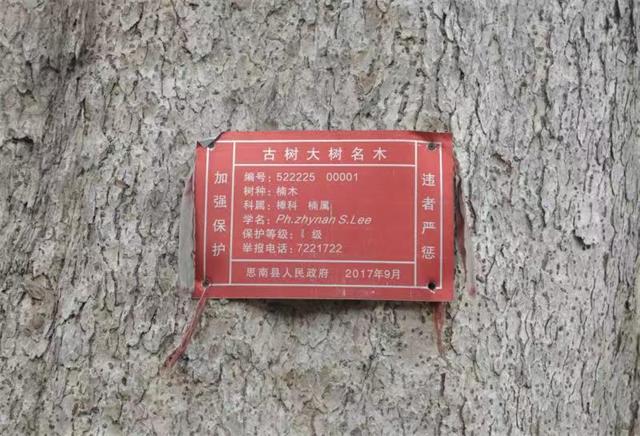 古树大树名木
加强保护
编号：522225 00001
树种：楠木
科属：樟科 楠属
学名：Ph.zhynan S.Lee
保护等级：Ⅰ 级
举报电话：7221722
违者严惩
思南县人民政府 2017年9月